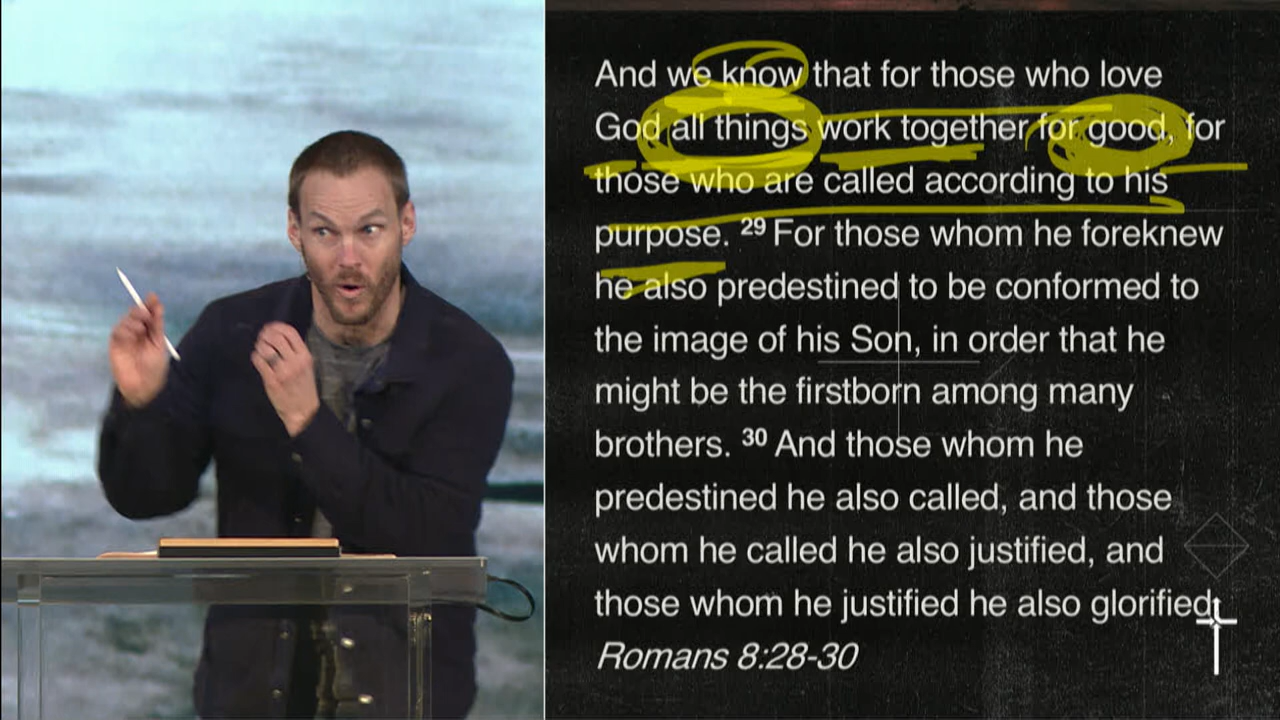 And we know that for those who love
God all things work together for good, for
those who are called according to his
purpose. 29 For those whom he foreknew
he also predestined to be conformed to
the image of his Son, in order that he
might be the firstborn among many
brothers. 30 And those whom he
predestined he also called, and those
whom he called he also justified, and
those whom he justified he also glorified.
Romans 8:28-30